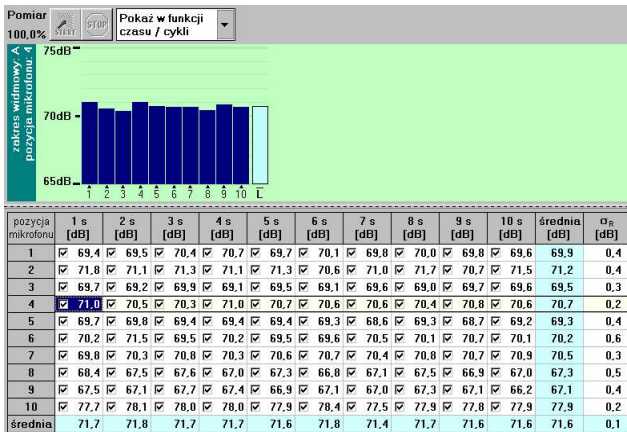 Pomiar
100,0%
START
STOP
Pokaż w funkcji
czasu / cykli
zakres widmowy: A
pozycja mikrofonu: 4
75dB
70dB
65dB
1 2 3 4 5 6 7 8 9 10 L
pozycja mikrofonu 1 s [dB] 2 s [dB] 3 s [dB] 4 s [dB] 5 s [dB] 6 s [dB] 7 s [dB] 8 s [dB] 9 s [dB] 10 s [dB] średnia [dB] σR [dB]
1 69,4 69,5 70,4 70,7 69,7 70,1 69,8 70,0 69,8 69,6 69,9 0,4
2 71,8 71,1 71,3 71,1 71,3 70,6 71,0 71,7 70,7 71,5 71,2 0,4
3 69,7 69,2 69,9 69,1 69,5 69,1 69,6 69,0 69,7 69,6 69,5 0,3
4 71,0 70,5 70,3 71,0 70,7 70,6 70,6 70,4 70,8 70,6 70,7 0,2
5 69,7 69,8 69,4 69,4 69,4 69,3 68,6 69,3 68,7 69,2 69,3 0,4
6 70,2 71,5 69,5 70,2 69,5 69,6 70,5 70,1 70,7 70,1 70,2 0,6
7 69,8 70,3 70,8 70,3 70,6 70,7 70,4 70,8 70,7 70,9 70,5 0,3
8 68,4 67,5 67,6 67,0 67,3 66,8 67,1 67,5 66,9 67,0 67,3 0,5
9 67,5 67,1 67,7 67,4 66,9 67,1 67,0 67,3 67,1 66,2 67,1 0,4
10 77,7 78,1 78,0 78,0 77,9 78,4 77,5 77,9 77,8 77,9 77,9 0,2
średnia 71,7 71,8 71,7 71,7 71,6 71,8 71,4 71,7 71,6 71,6 71,6 0,1